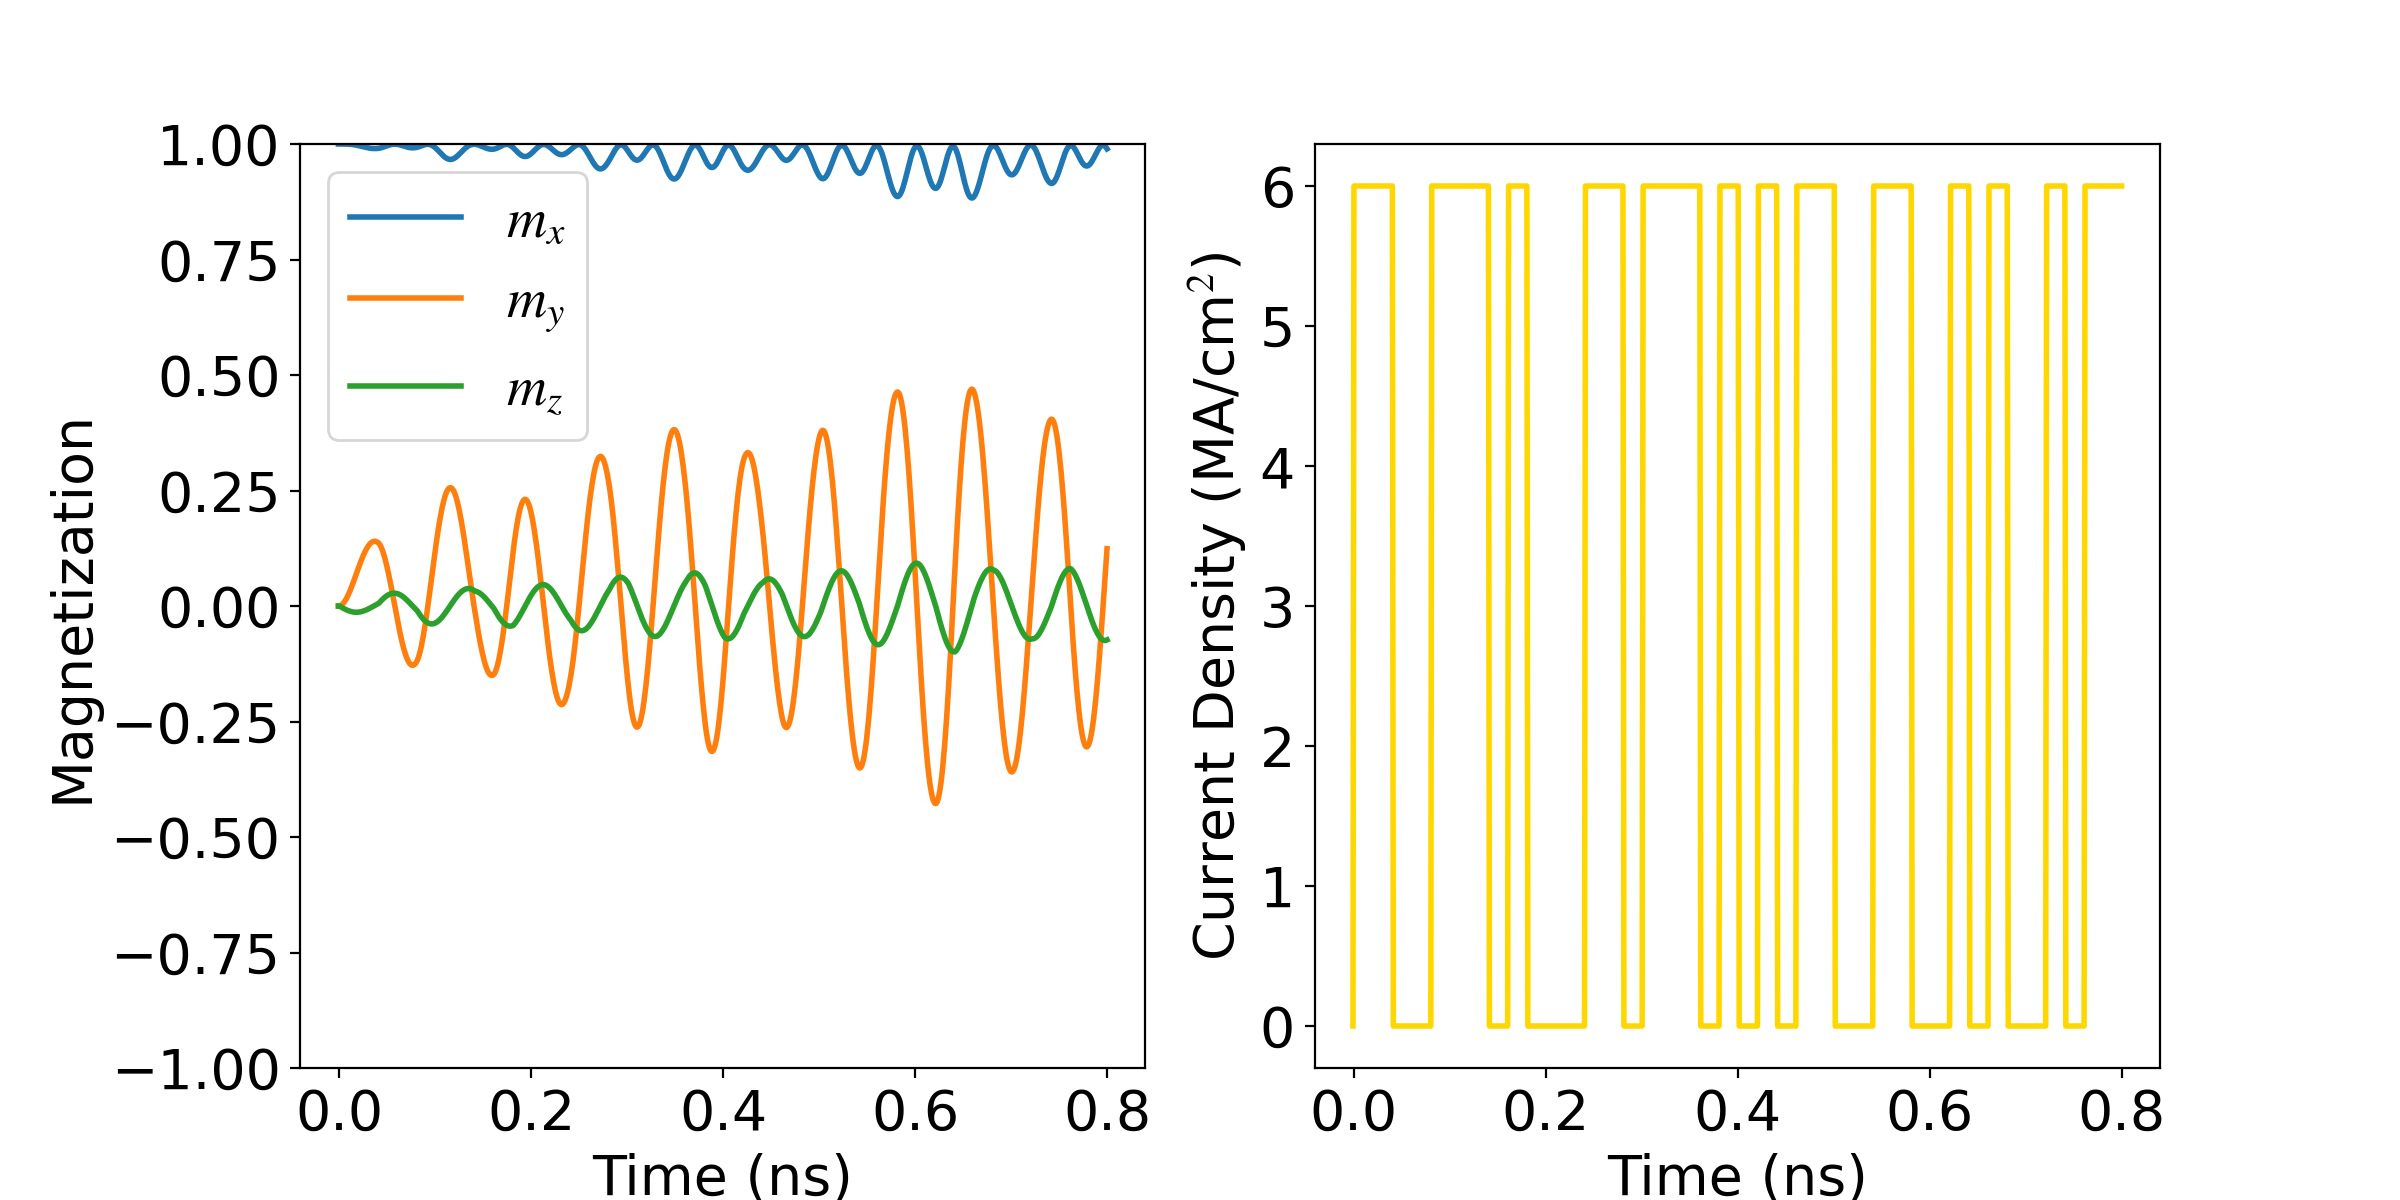 1.00
0.75
0.50
0.25
0.00
−0.25
−0.50
−0.75
−1.00
Magnetization
m_x
m_y
m_z
0.0 0.2 0.4 0.6 0.8
Time (ns)
6
5
4
3
2
1
0
Current Density (MA/cm²)
0.0 0.2 0.4 0.6 0.8
Time (ns)